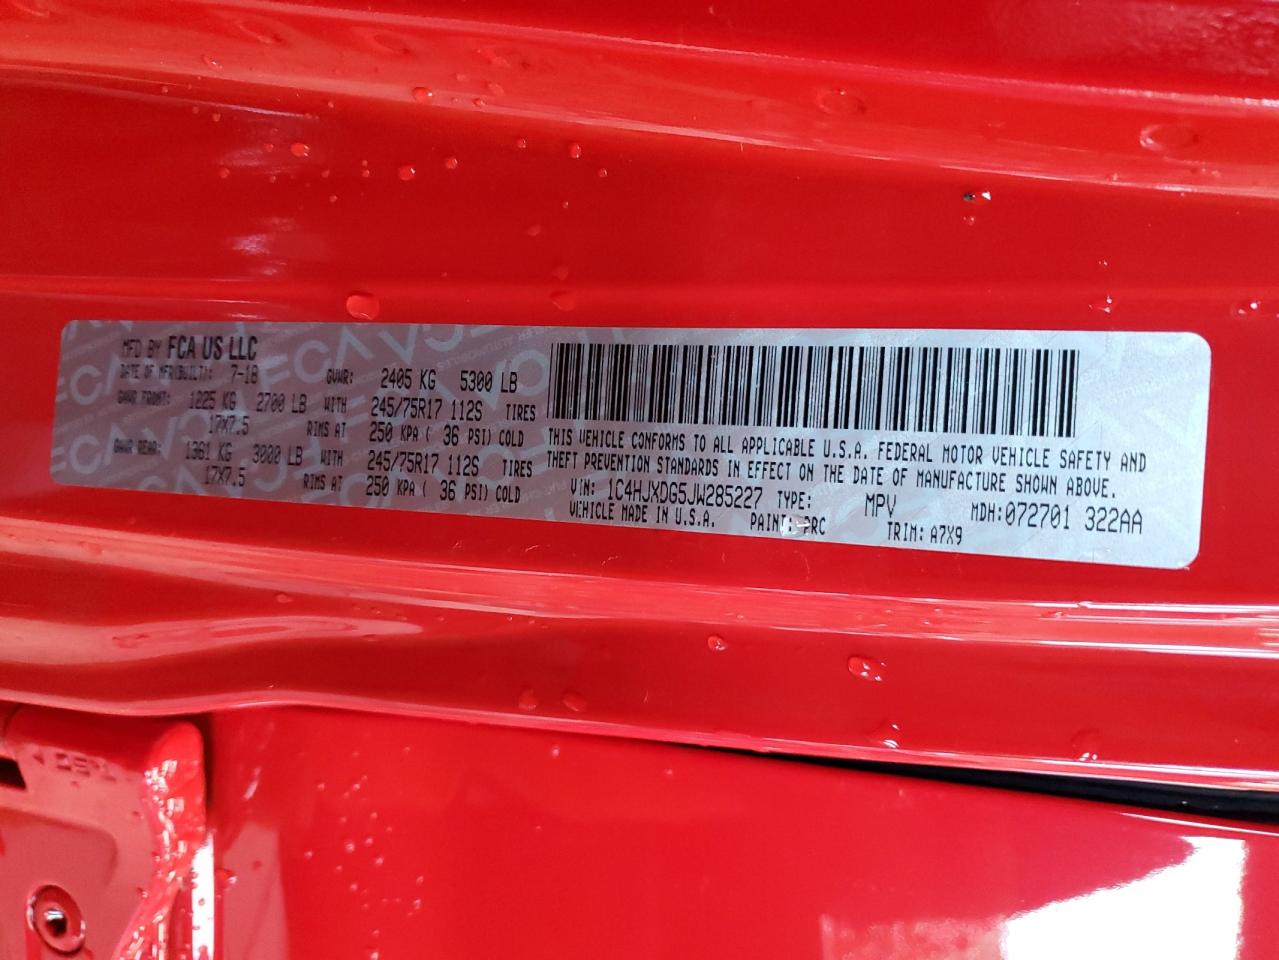 MFD BY FCA US LLC
DATE OF MFR(BUILT): 7-18 GVWR: 2405 KG 5300 LB
GAWR FRONT: 1225 KG 2700 LB WITH 245/75R17 112S TIRES
17X7.5 RIMS AT 250 KPA ( 36 PSI) COLD
GAWR REAR: 1361 KG 3000 LB WITH 245/75R17 112S TIRES
17X7.5 RIMS AT 250 KPA ( 36 PSI) COLD
THIS VEHICLE CONFORMS TO ALL APPLICABLE U.S.A. FEDERAL MOTOR VEHICLE SAFETY AND
THEFT PREVENTION STANDARDS IN EFFECT ON THE DATE OF MANUFACTURE SHOWN ABOVE.
VIN: 1C4HJXDG5JW285227 TYPE: MPV MDH:072701 322AA
VEHICLE MADE IN U.S.A. PAINT: PRC TRIM: A7X9